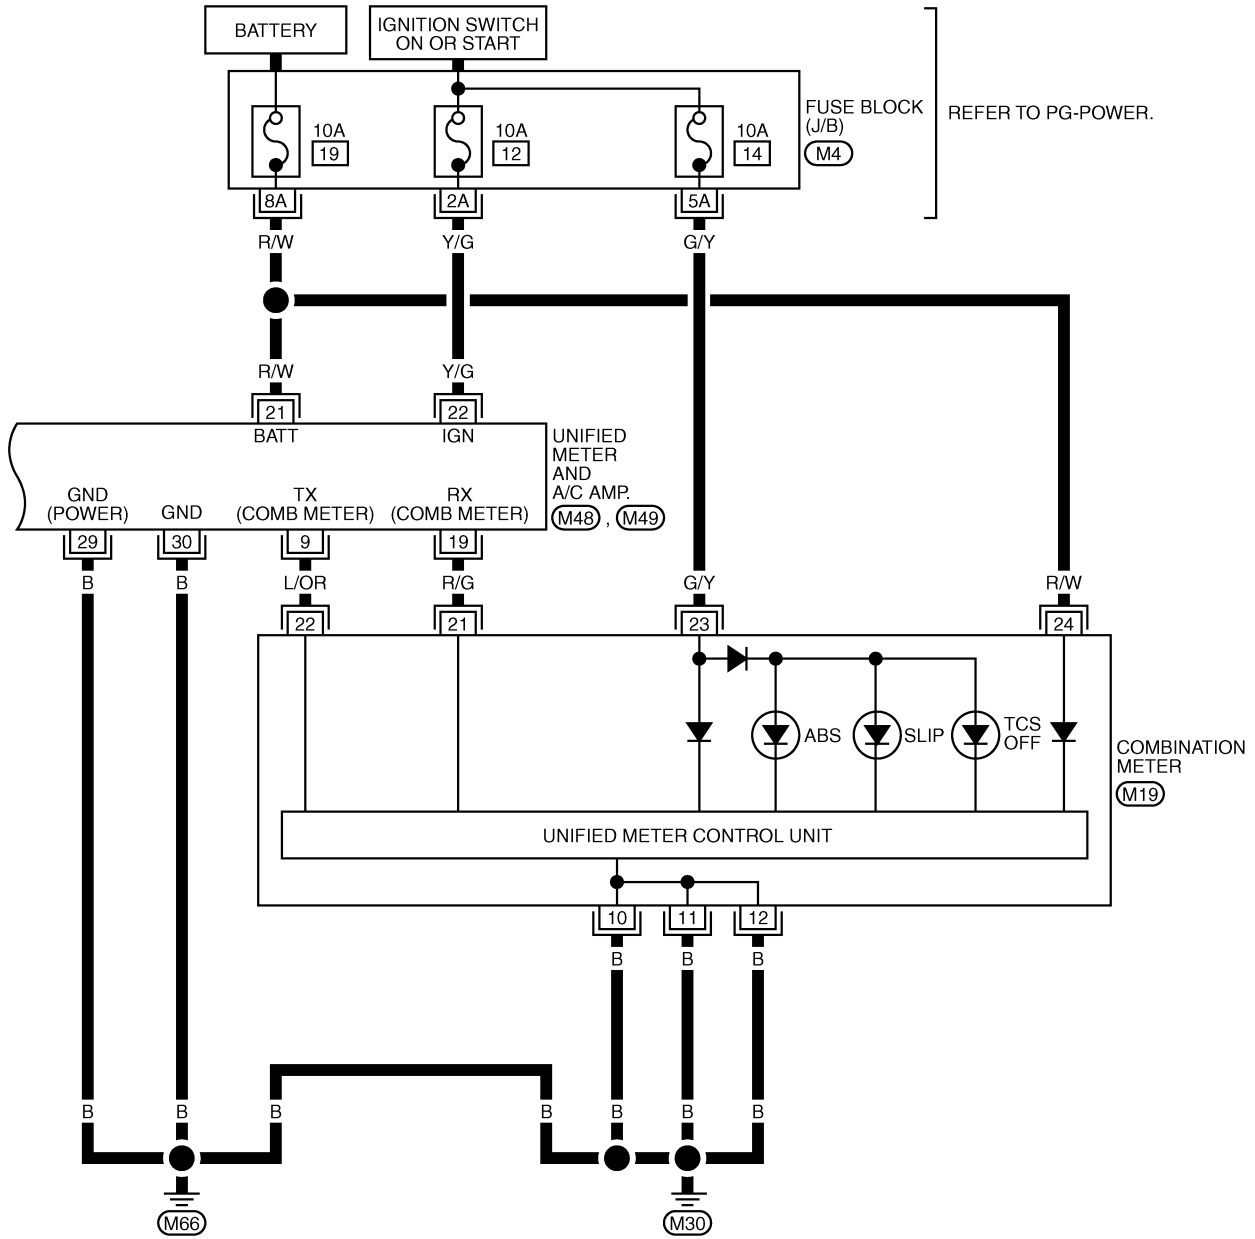 BATTERY
IGNITION SWITCH
ON OR START
FUSE BLOCK
(J/B)
M4
REFER TO PG-POWER.
10A
19
10A
12
10A
14
8A
2A
5A
R/W
Y/G
G/Y
R/W
Y/G
21
22
BATT
IGN
UNIFIED
METER
AND
A/C AMP.
M48 , M49
GND
(POWER)
GND
TX
(COMB METER)
RX
(COMB METER)
29
30
9
19
B
B
L/OR
R/G
G/Y
R/W
22
21
23
24
ABS
SLIP
TCS
OFF
COMBINATION
METER
M19
UNIFIED METER CONTROL UNIT
10
11
12
B
B
B
B
B
B
B
B
B
B
M66
M30